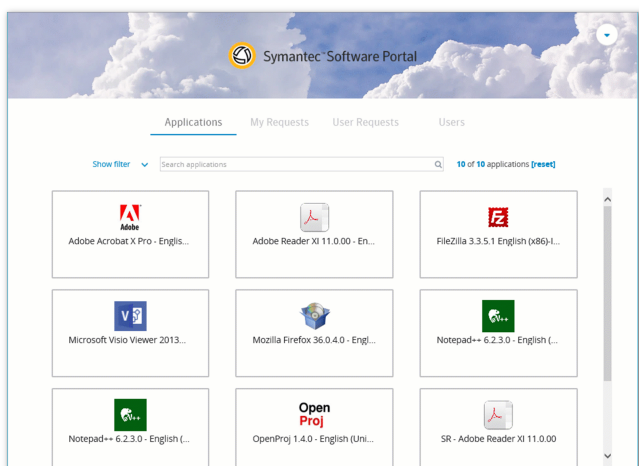 Symantec™ Software Portal
Applications My Requests User Requests Users
Show filter Search applications 10 of 10 applications [reset]
Adobe
Adobe Acrobat X Pro - Englis...
Adobe Reader XI 11.0.00 - En...
Fz
FileZilla 3.3.5.1 English (x86)-I...
V
Microsoft Visio Viewer 2013...
Mozilla Firefox 36.0.4.0 - Engl...
Notepad++ 6.2.3.0 - English (...
Notepad++ 6.2.3.0 - English (...
Open
Proj
OpenProj 1.4.0 - English (Uni...
SR - Adobe Reader XI 11.0.00